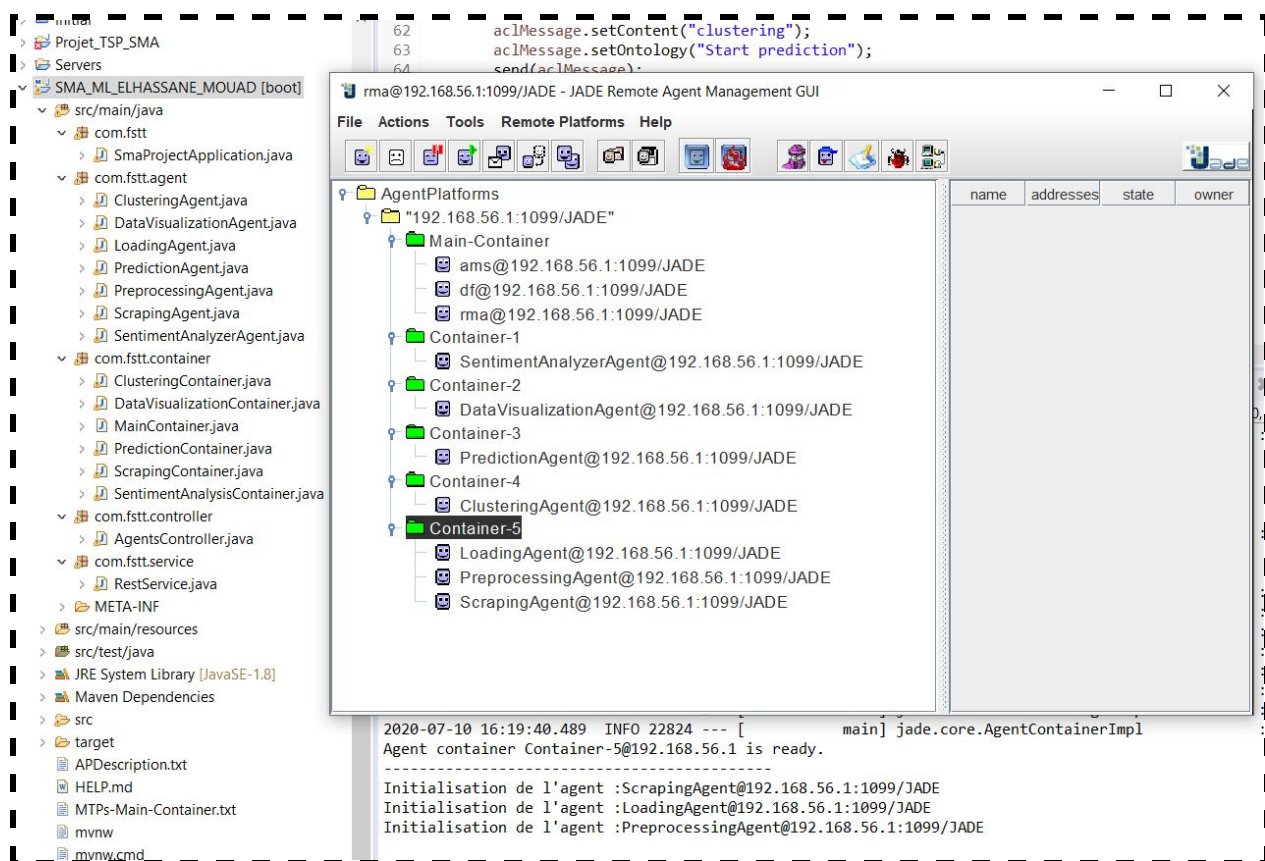 Initial
Projet_TSP_SMA
Servers
SMA_ML_ELHASSANE_MOUAD [boot]
src/main/java
com.fstt
SmaProjectApplication.java
com.fstt.agent
ClusteringAgent.java
DataVisualizationAgent.java
LoadingAgent.java
PredictionAgent.java
PreprocessingAgent.java
ScrapingAgent.java
SentimentAnalyzerAgent.java
com.fstt.container
ClusteringContainer.java
DataVisualizationContainer.java
MainContainer.java
PredictionContainer.java
ScrapingContainer.java
SentimentAnalysisContainer.java
com.fstt.controller
AgentsController.java
com.fstt.service
RestService.java
META-INF
src/main/resources
src/test/java
JRE System Library [JavaSE-1.8]
Maven Dependencies
src
target
APDescription.txt
HELP.md
MTPs-Main-Container.txt
mvnw
mvnw.cmd
62 aclMessage.setContent("clustering");
63 aclMessage.setOntology("Start prediction");
64 send(aclMessage);
rma@192.168.56.1:1099/JADE - JADE Remote Agent Management GUI
File Actions Tools Remote Platforms Help
Jade
AgentPlatforms
"192.168.56.1:1099/JADE"
Main-Container
ams@192.168.56.1:1099/JADE
df@192.168.56.1:1099/JADE
rma@192.168.56.1:1099/JADE
Container-1
SentimentAnalyzerAgent@192.168.56.1:1099/JADE
Container-2
DataVisualizationAgent@192.168.56.1:1099/JADE
Container-3
PredictionAgent@192.168.56.1:1099/JADE
Container-4
ClusteringAgent@192.168.56.1:1099/JADE
Container-5
LoadingAgent@192.168.56.1:1099/JADE
PreprocessingAgent@192.168.56.1:1099/JADE
ScrapingAgent@192.168.56.1:1099/JADE
name addresses state owner
2020-07-10 16:19:40.489 INFO 22824 --- [ main] jade.core.AgentContainerImpl
Agent container Container-5@192.168.56.1 is ready.
--------------------------------------------
Initialisation de l'agent :ScrapingAgent@192.168.56.1:1099/JADE
Initialisation de l'agent :LoadingAgent@192.168.56.1:1099/JADE
Initialisation de l'agent :PreprocessingAgent@192.168.56.1:1099/JADE